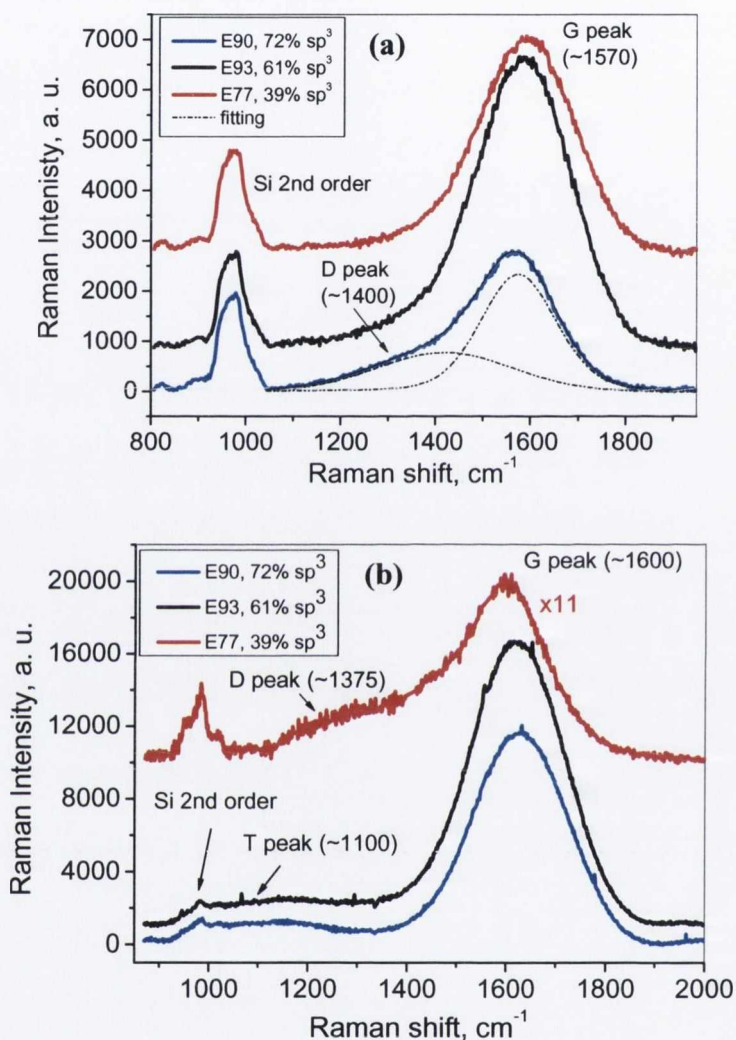 (a)
E90, 72% sp³
E93, 61% sp³
E77, 39% sp³
fitting
G peak
(~1570)
Si 2nd order
D peak
(~1400)
7000
6000
5000
4000
3000
2000
1000
0
Raman Intenisty, a. u.
800 1000 1200 1400 1600 1800
Raman shift, cm⁻¹
(b)
E90, 72% sp³
E93, 61% sp³
E77, 39% sp³
G peak (~1600)
x11
D peak (~1375)
Si 2nd order
T peak (~1100)
20000
16000
12000
8000
4000
0
Raman Intensity, a. u.
1000 1200 1400 1600 1800 2000
Raman shift, cm⁻¹